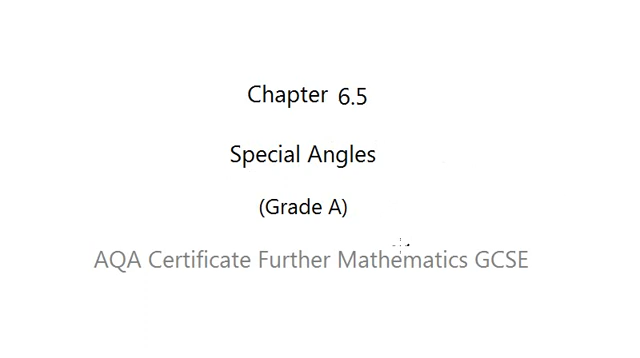 Chapter 6.5
Special Angles
(Grade A)
AQA Certificate Further Mathematics GCSE